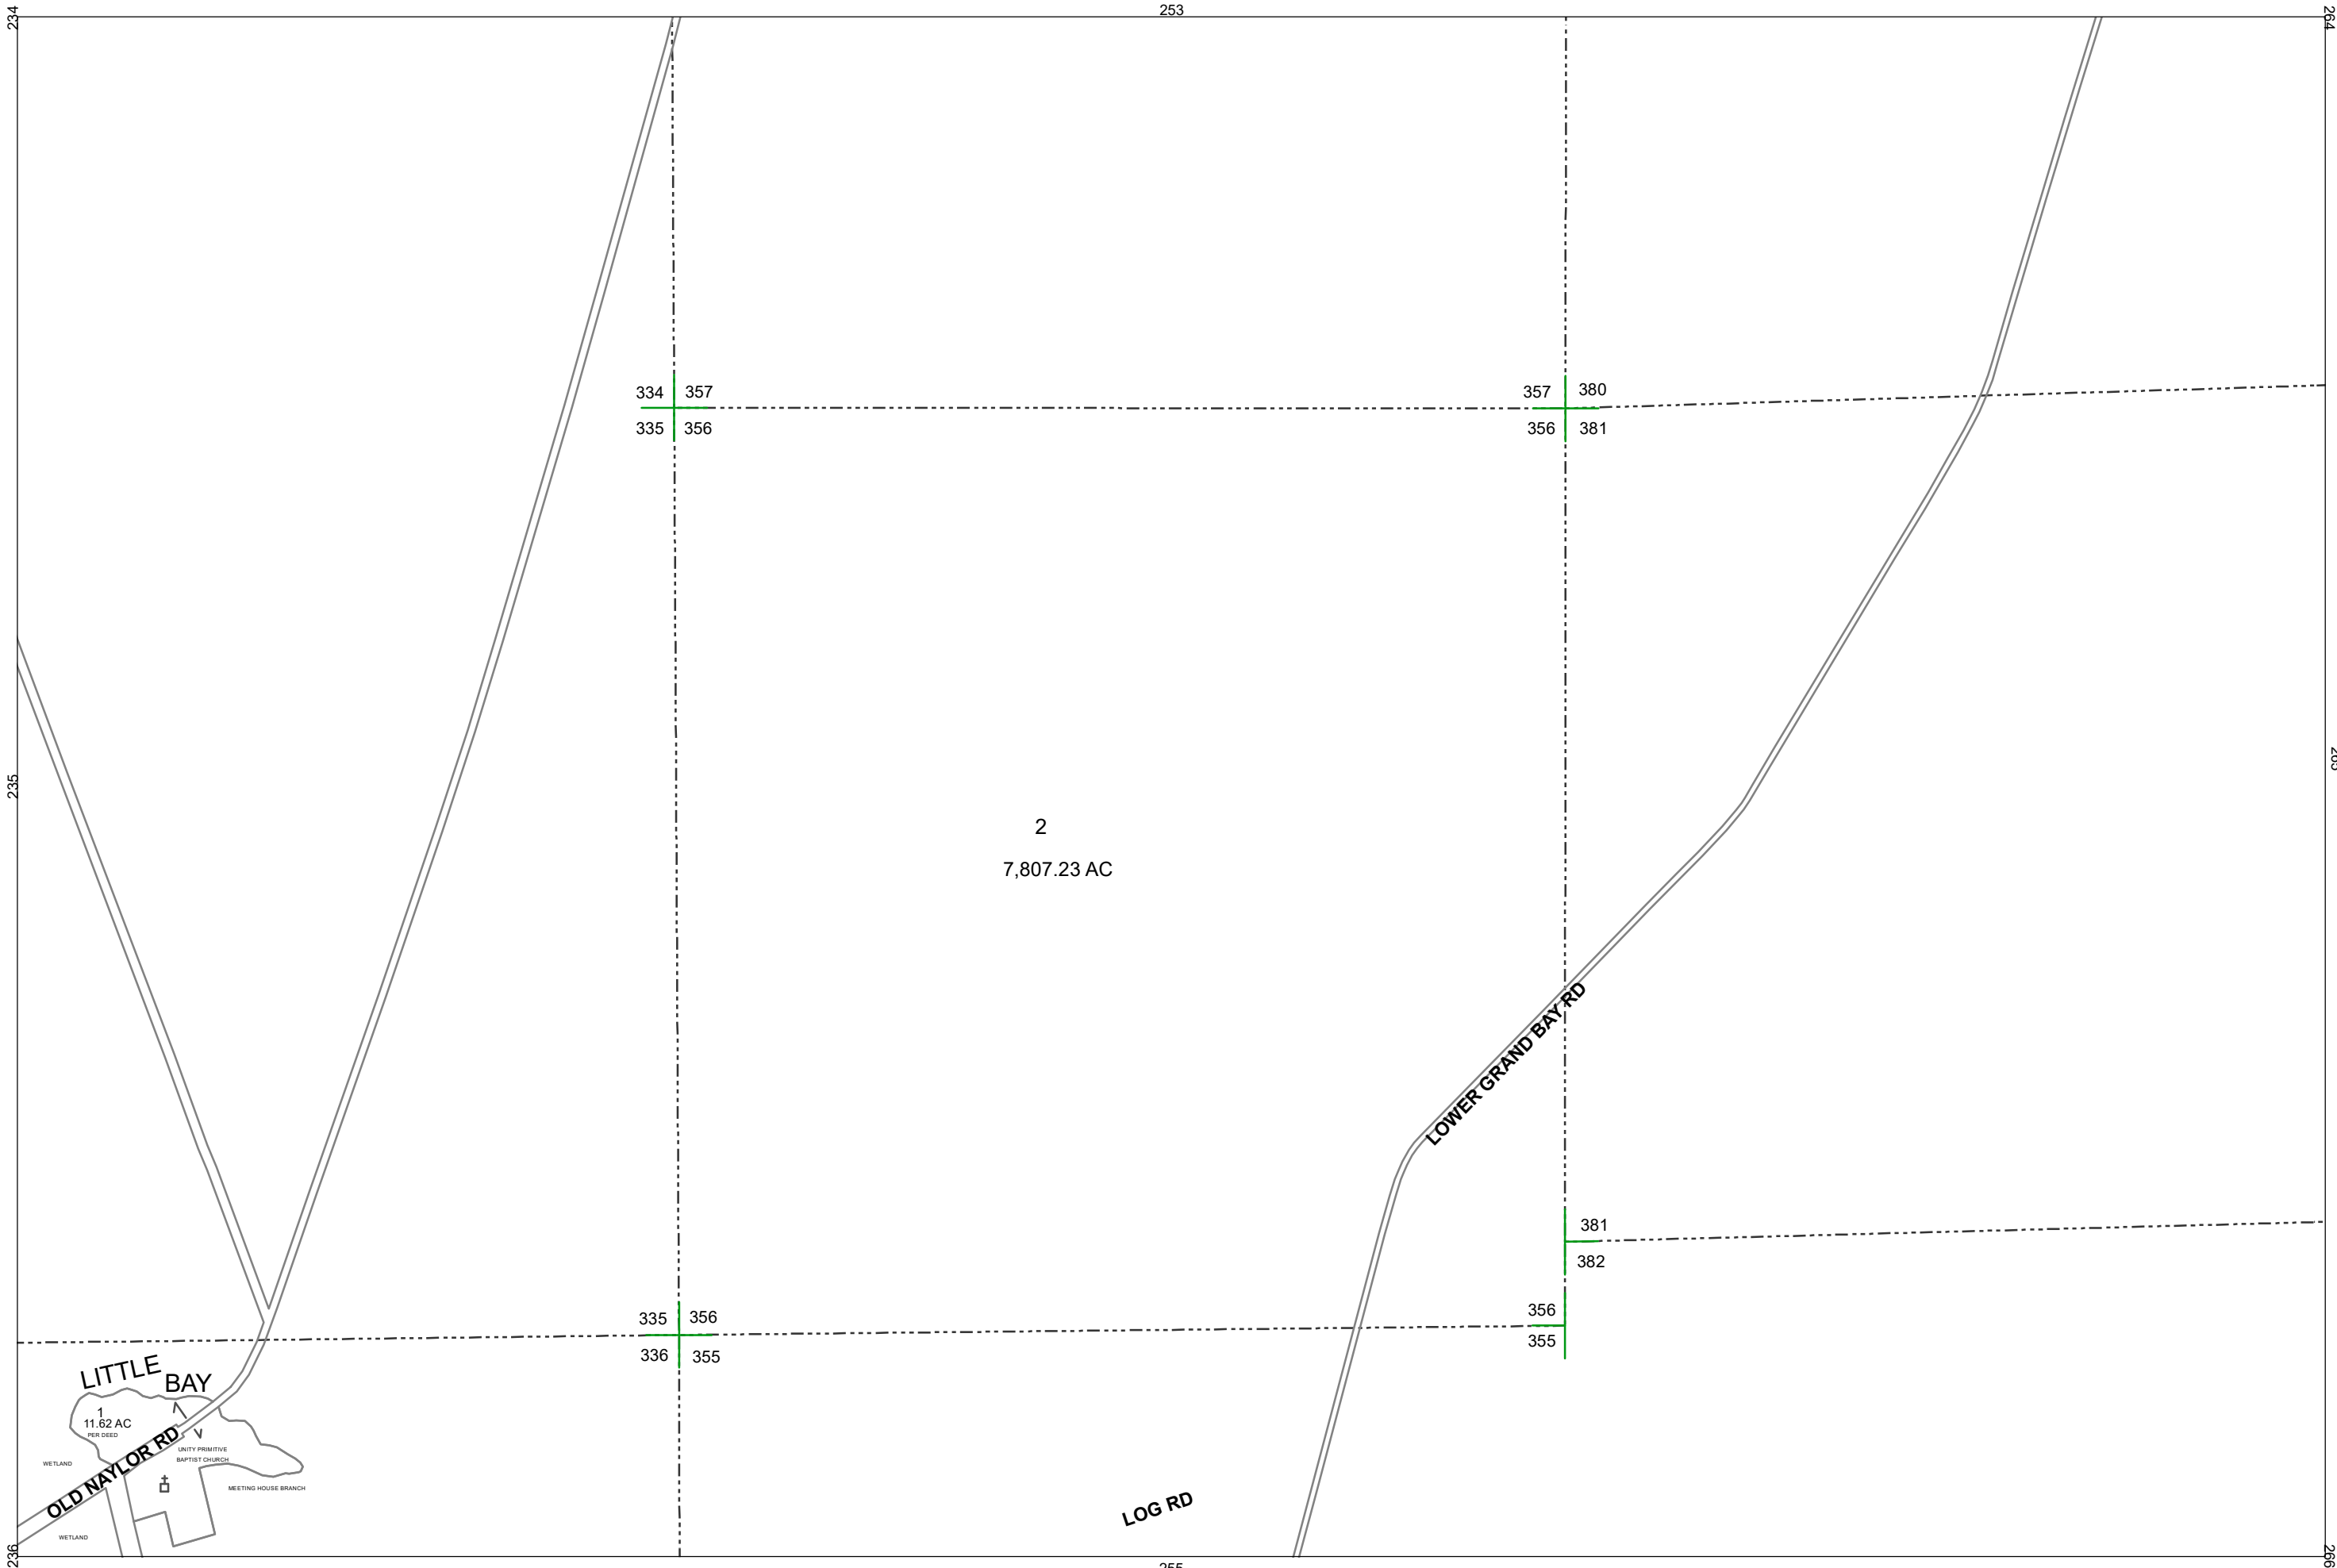 234
253
264
334
357
357
380
335
356
356
381
235
265
2
7,807.23 AC
LOWER GRAND BAY RD
381
382
335
356
356
336
355
355
LITTLE
BAY
1
11.62 AC
PER DEED
OLD NAYLOR RD
UNITY PRIMITIVE
BAPTIST CHURCH
WETLAND
MEETING HOUSE BRANCH
LOG RD
WETLAND
236
255
266